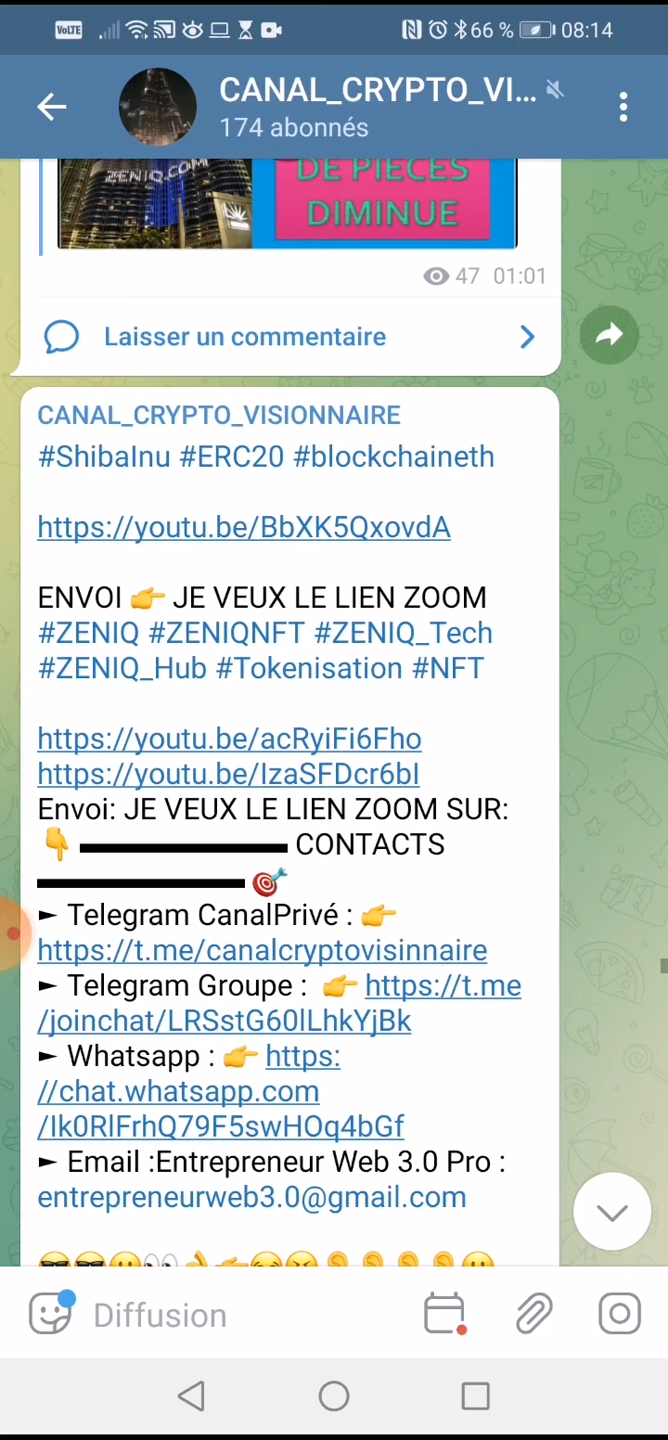 VoLTE 66 % 08:14
CANAL_CRYPTO_VI...
174 abonnés
ZENIQ.COM
DE PIECES
DIMINUE
47 01:01
Laisser un commentaire
CANAL_CRYPTO_VISIONNAIRE
#ShibaInu #ERC20 #blockchaineth
https://youtu.be/BbXK5QxovdA
ENVOI 👉 JE VEUX LE LIEN ZOOM
#ZENIQ #ZENIQNFT #ZENIQ_Tech
#ZENIQ_Hub #Tokenisation #NFT
https://youtu.be/acRyiFi6Fho
https://youtu.be/IzaSFDcr6bI
Envoi: JE VEUX LE LIEN ZOOM SUR:
👇 ▬▬▬▬▬▬ CONTACTS
▬▬▬▬▬▬ 🎯
► Telegram CanalPrivé : 👉
https://t.me/canalcryptovisinnaire
► Telegram Groupe : 👉 https://t.me
/joinchat/LRSstG60lLhkYjBk
► Whatsapp : 👉 https:
//chat.whatsapp.com
/Ik0RlFrhQ79F5swHOq4bGf
► Email :Entrepreneur Web 3.0 Pro :
entrepreneurweb3.0@gmail.com
Diffusion